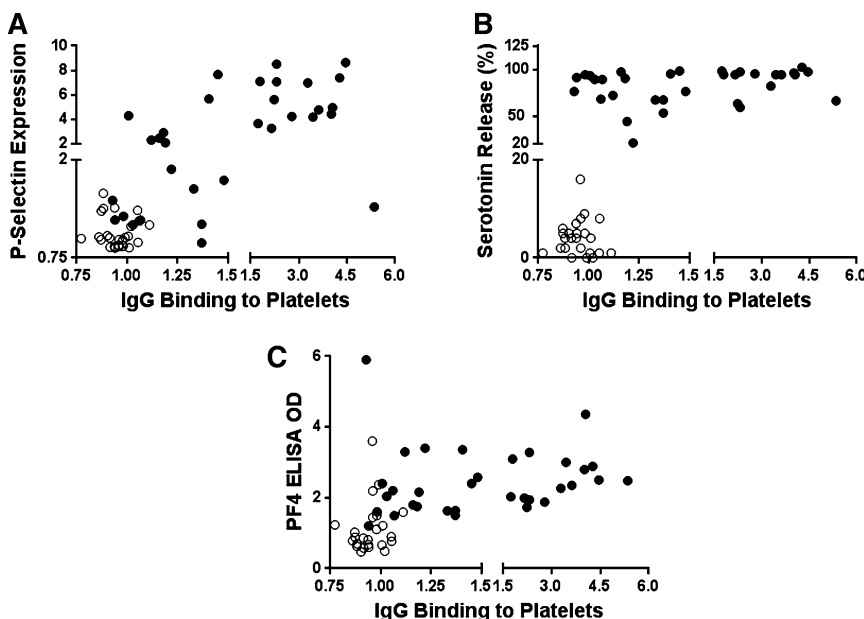 A
P-Selectin Expression
10
8
6
4
2
2
0.75
0.75 1.00 1.25 1.5 1.5 3.0 4.5 6.0
IgG Binding to Platelets
B
Serotonin Release (%)
125
100
50
20
20
0
0.75 1.00 1.25 1.5 1.5 3.0 4.5 6.0
IgG Binding to Platelets
C
PF4 ELISA OD
6
4
2
0
0.75 1.00 1.25 1.5 1.5 3.0 4.5 6.0
IgG Binding to Platelets